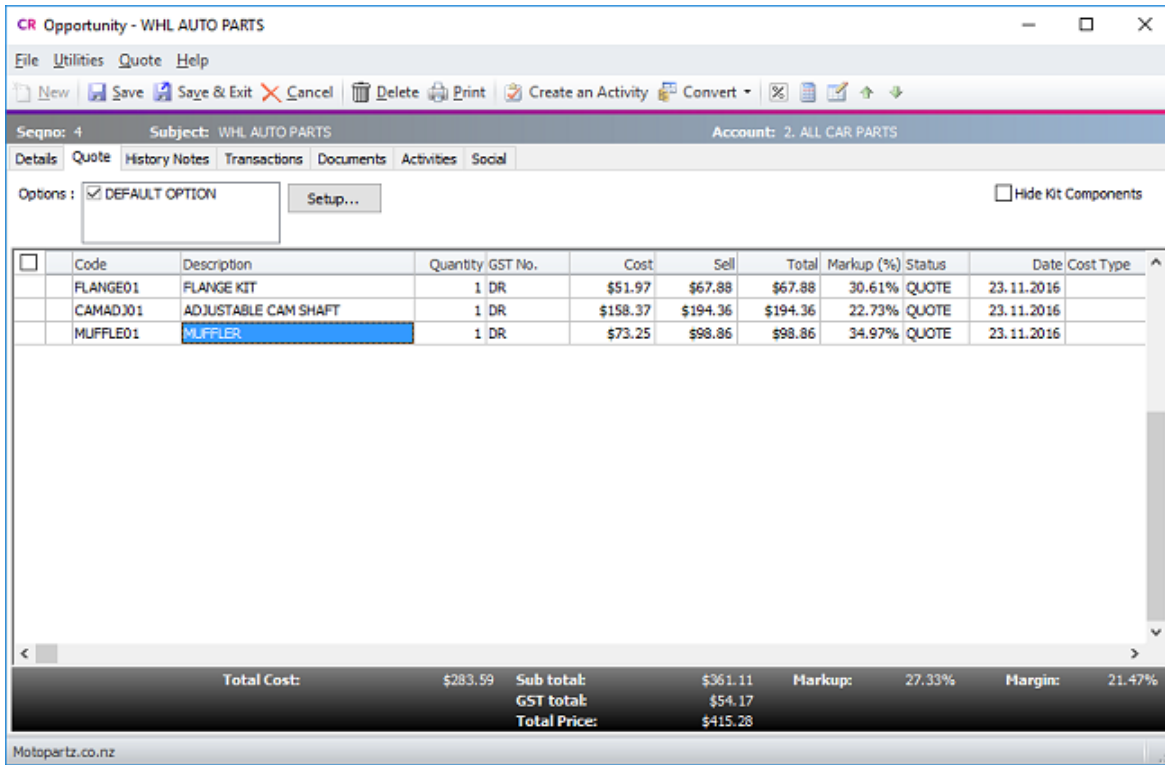 CR Opportunity - WHL AUTO PARTS
File Utilities Quote Help
New Save Save & Exit Cancel Delete Print Create an Activity Convert
Seqno: 4 Subject: WHL AUTO PARTS Account: 2. ALL CAR PARTS
Details Quote History Notes Transactions Documents Activities Social
Options : DEFAULT OPTION Setup... Hide Kit Components
Code Description Quantity GST No. Cost Sell Total Markup (%) Status Date Cost Type
FLANGE01 FLANGE KIT 1 DR $51.97 $67.88 $67.88 30.61% QUOTE 23.11.2016
CAMADJ01 ADJUSTABLE CAM SHAFT 1 DR $158.37 $194.36 $194.36 22.73% QUOTE 23.11.2016
MUFFLE01 MUFFLER 1 DR $73.25 $98.86 $98.86 34.97% QUOTE 23.11.2016
Total Cost: $283.59 Sub total: $361.11 Markup: 27.33% Margin: 21.47%
GST total: $54.17
Total Price: $415.28
Motopartz.co.nz